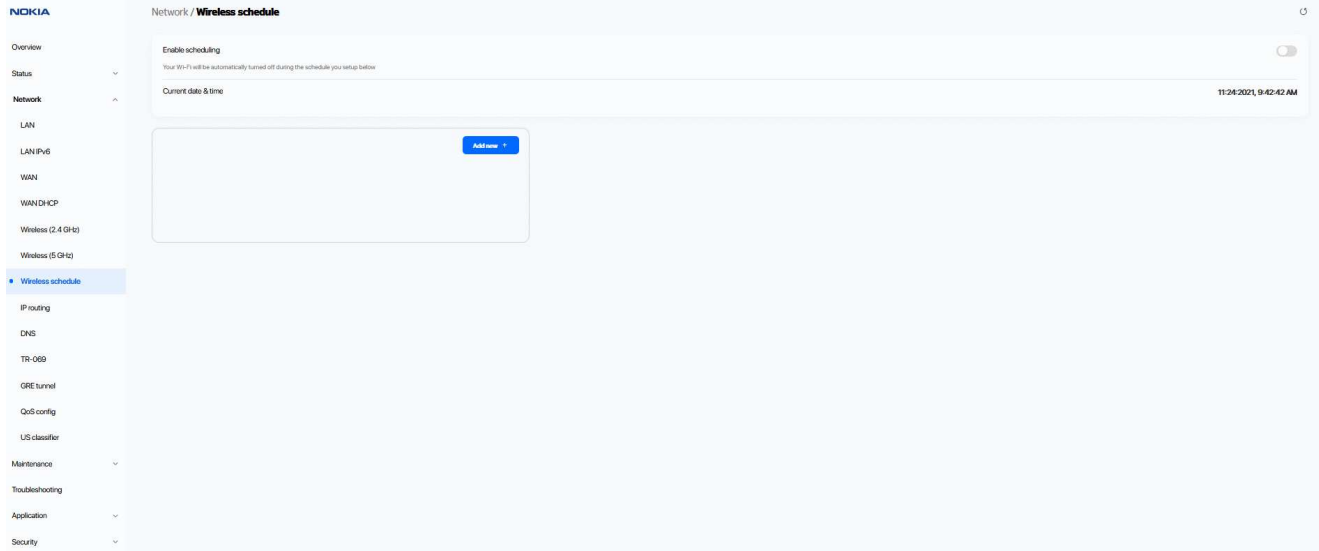 NOKIA
Network / Wireless schedule
Overview
Status
Network
LAN
LAN IPv6
WAN
WAN DHCP
Wireless (2.4 GHz)
Wireless (5 GHz)
Wireless schedule
IP routing
DNS
TR-069
GRE tunnel
QoS config
US classifier
Maintenance
Troubleshooting
Application
Security
Enable scheduling
Your Wi-Fi will be automatically turned off during the schedule you setup below
Current date & time 11:24:2021, 9:42:42 AM
Add new +